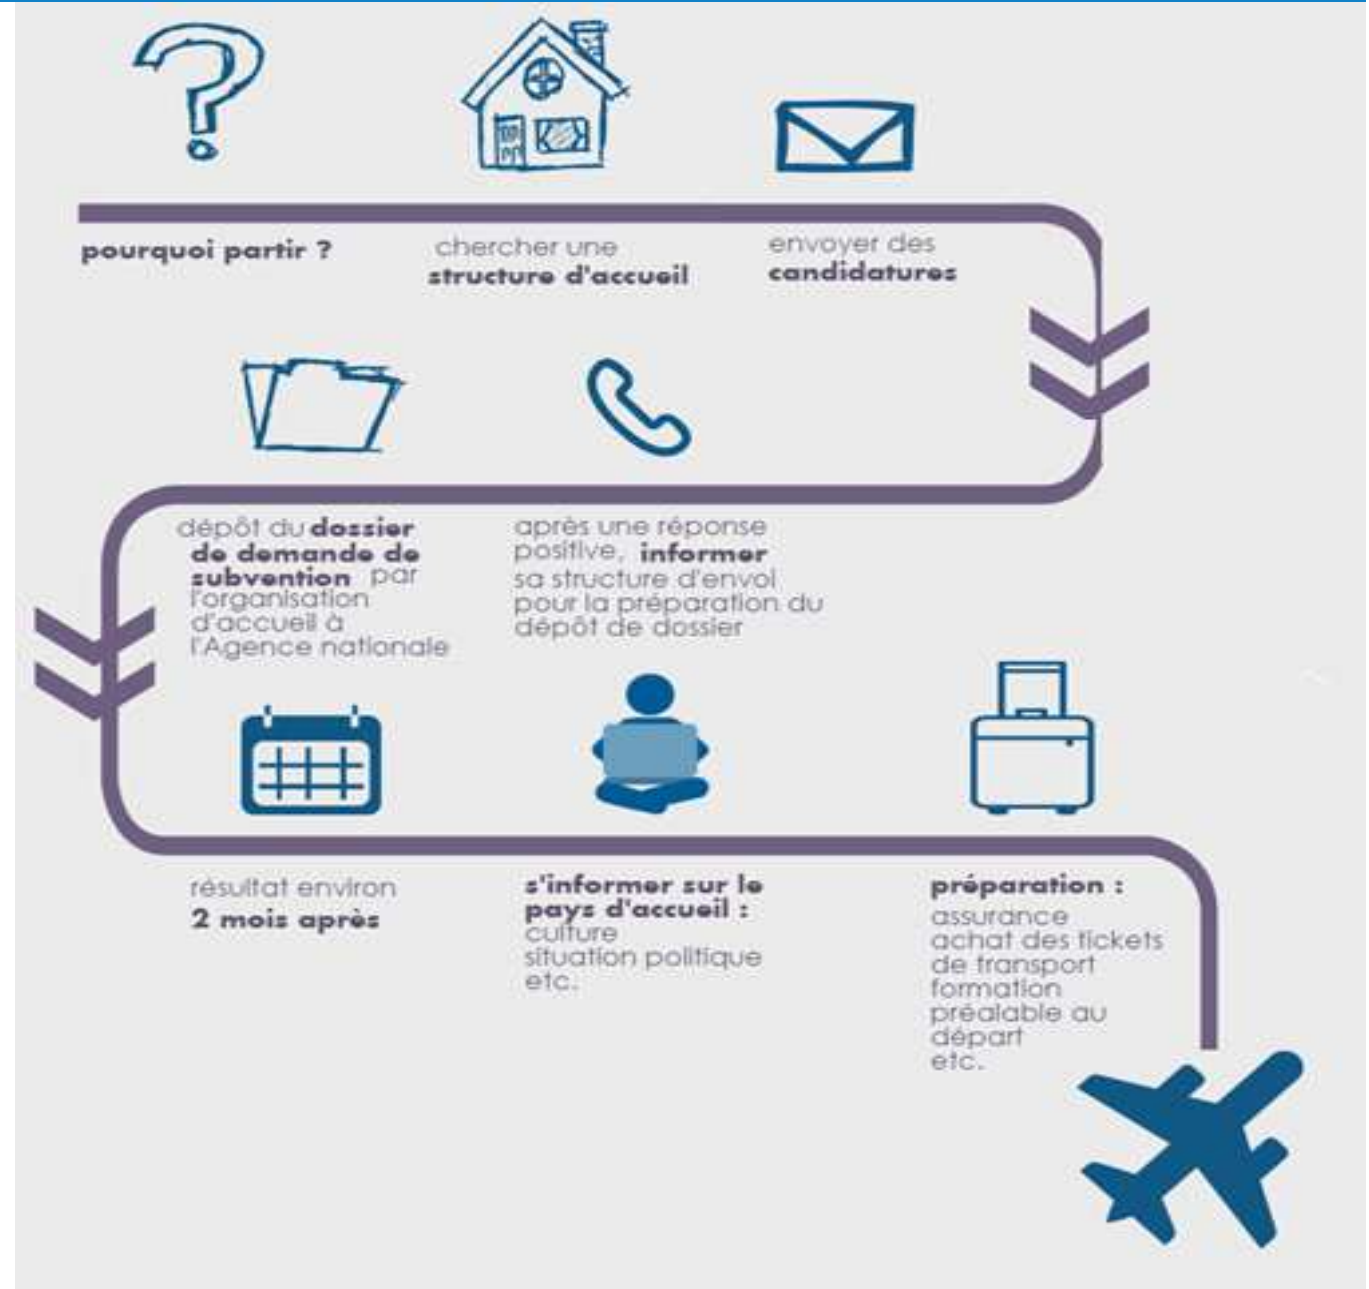 pourquoi partir ?
chercher une
structure d'accueil
envoyer des
candidatures
après une réponse
positive, informer
sa structure d'envoi
pour la préparation du
dépôt de dossier
dépôt du dossier
de demande de
subvention par
l'organisation
d'accueil à
l'Agence nationale
résultat environ
2 mois après
s'informer sur le
pays d'accueil :
culture
situation politique
etc.
préparation :
assurance
achat des tickets
de transport
formation
préalable au
départ
etc.